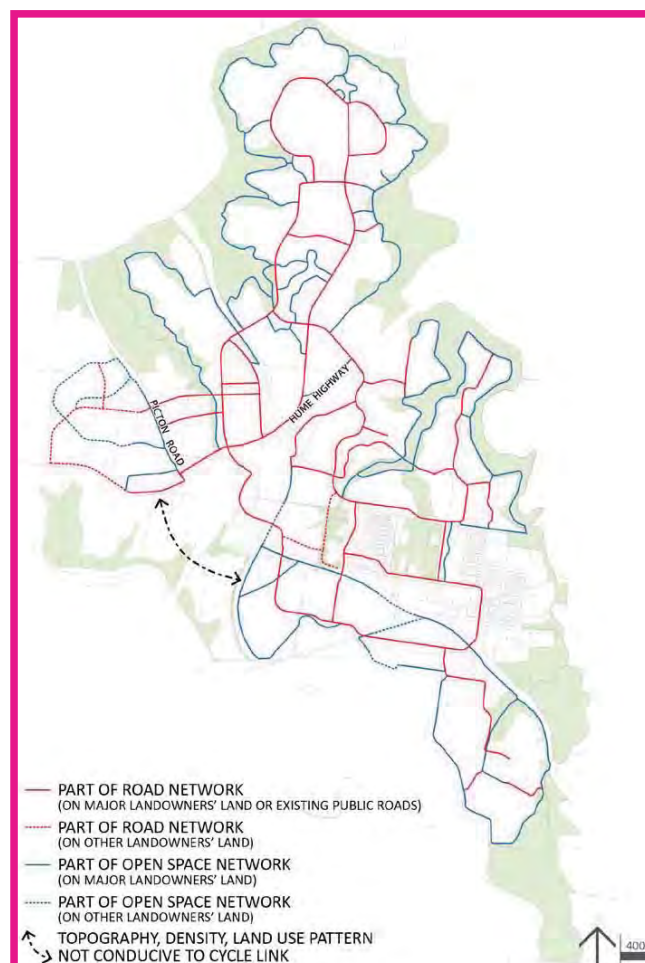 HUME HIGHWAY
PICTON ROAD
PART OF ROAD NETWORK
(ON MAJOR LANDOWNERS' LAND OR EXISTING PUBLIC ROADS)
PART OF ROAD NETWORK
(ON OTHER LANDOWNERS' LAND)
PART OF OPEN SPACE NETWORK
(ON MAJOR LANDOWNERS' LAND)
PART OF OPEN SPACE NETWORK
(ON OTHER LANDOWNERS' LAND)
TOPOGRAPHY, DENSITY, LAND USE PATTERN
NOT CONDUCIVE TO CYCLE LINK
400